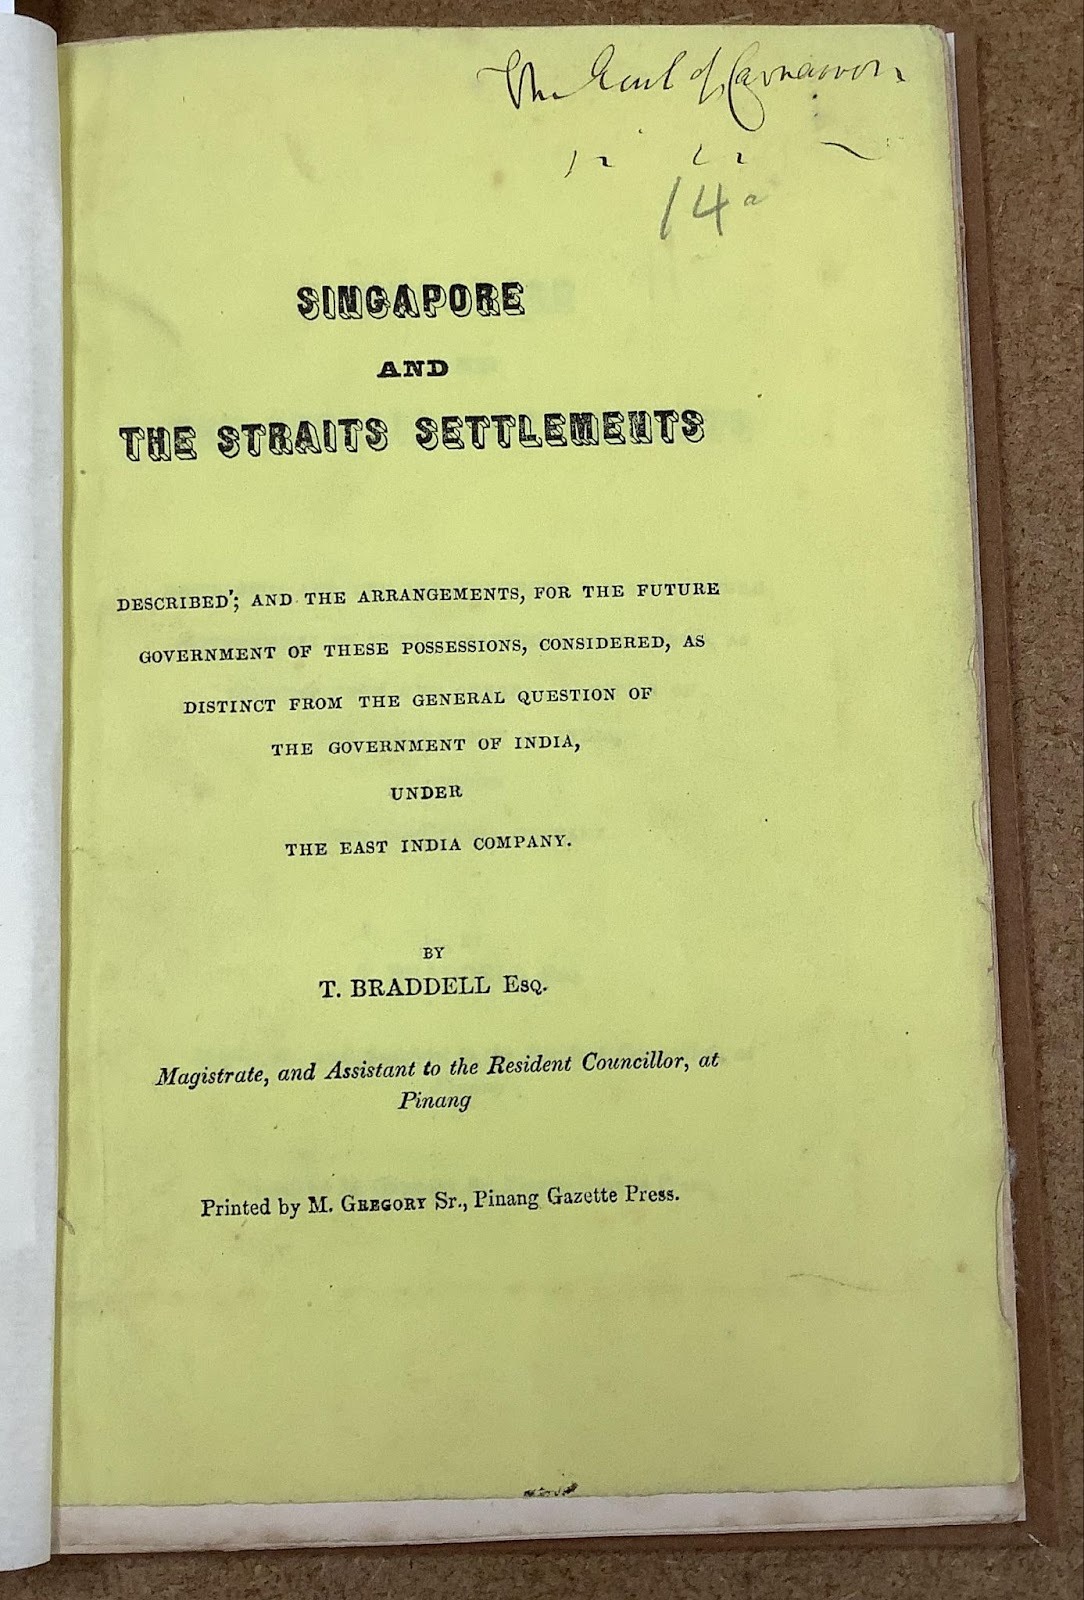 The Earl of Carnarvon
14a
SINGAPORE
AND
THE STRAITS SETTLEMENTS
DESCRIBED'; AND THE ARRANGEMENTS, FOR THE FUTURE
GOVERNMENT OF THESE POSSESSIONS, CONSIDERED, AS
DISTINCT FROM THE GENERAL QUESTION OF
THE GOVERNMENT OF INDIA,
UNDER
THE EAST INDIA COMPANY.
BY
T. BRADDELL Esq.
Magistrate, and Assistant to the Resident Councillor, at
Pinang
Printed by M. GREGORY Sr., Pinang Gazette Press.